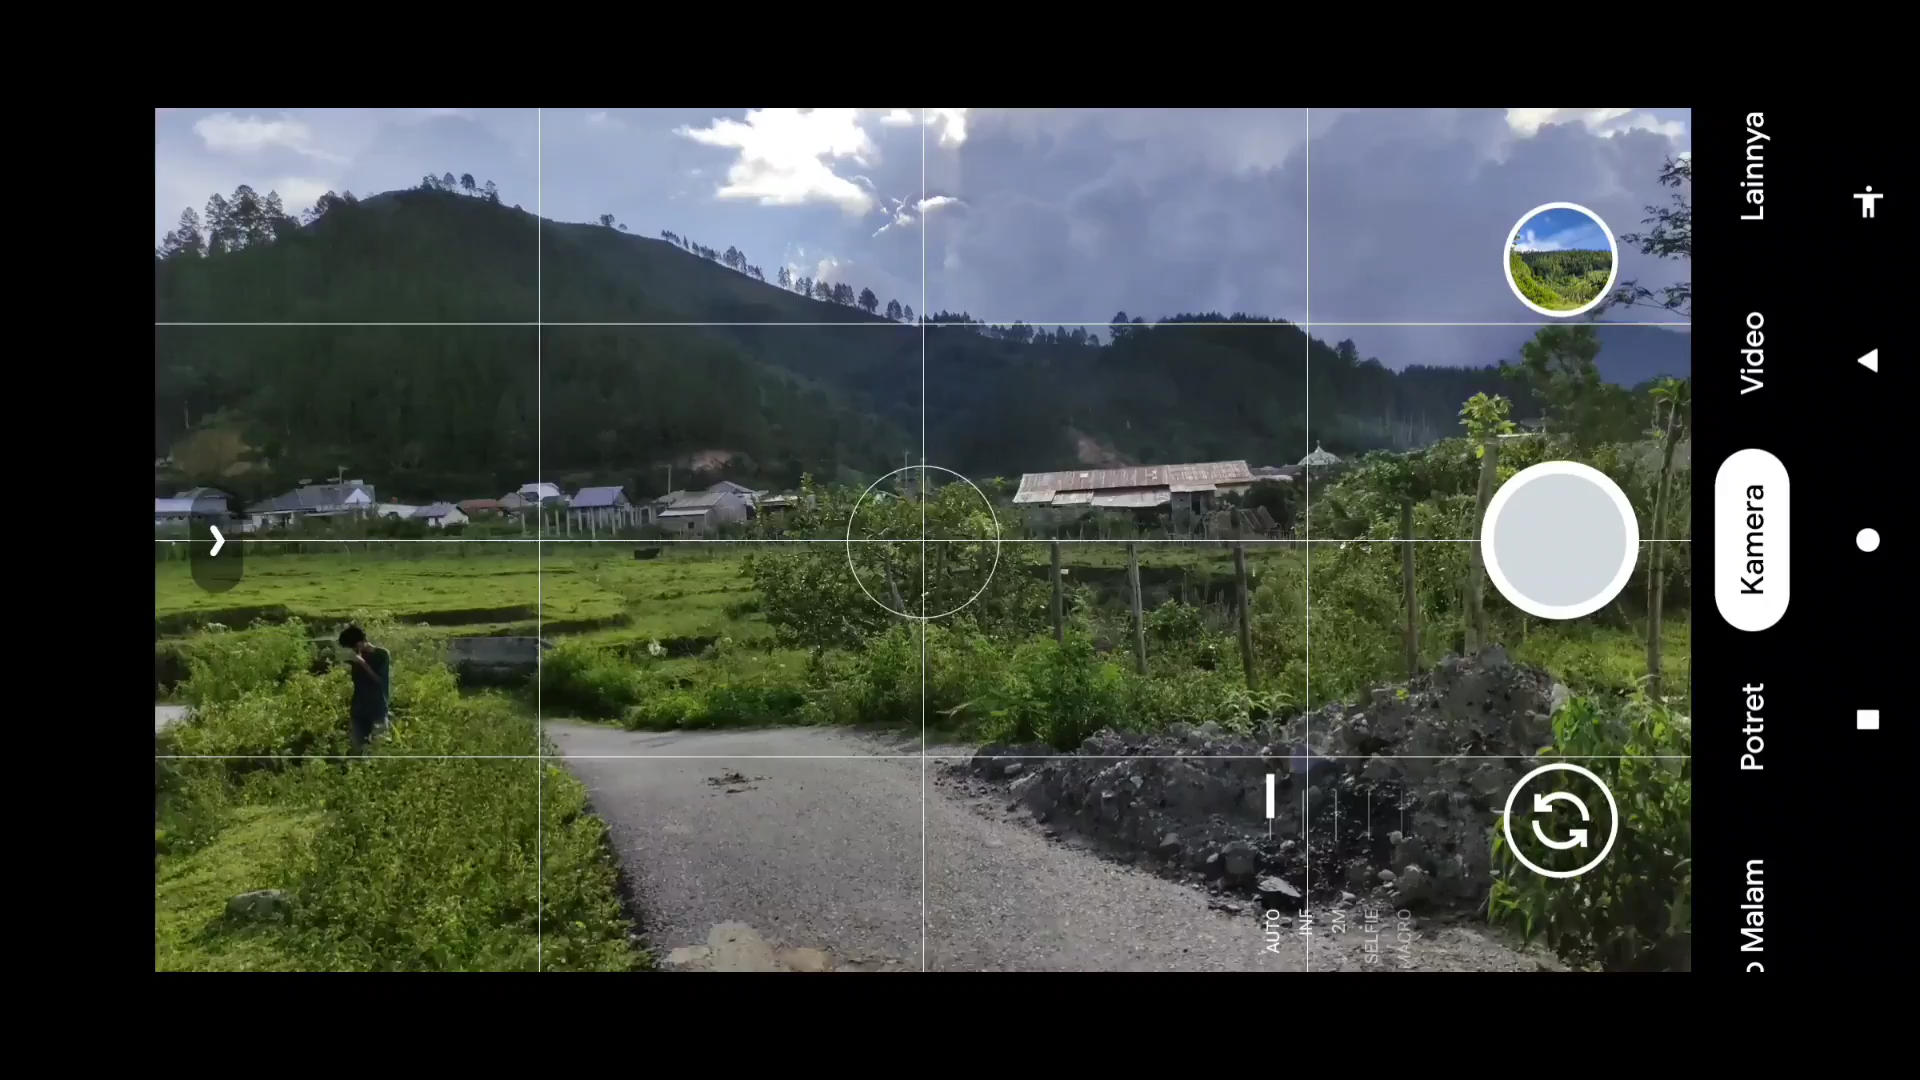 Lainnya
Video
Kamera
Potret
o Malam
AUTO
INF
2M
SELFIE
MACRO